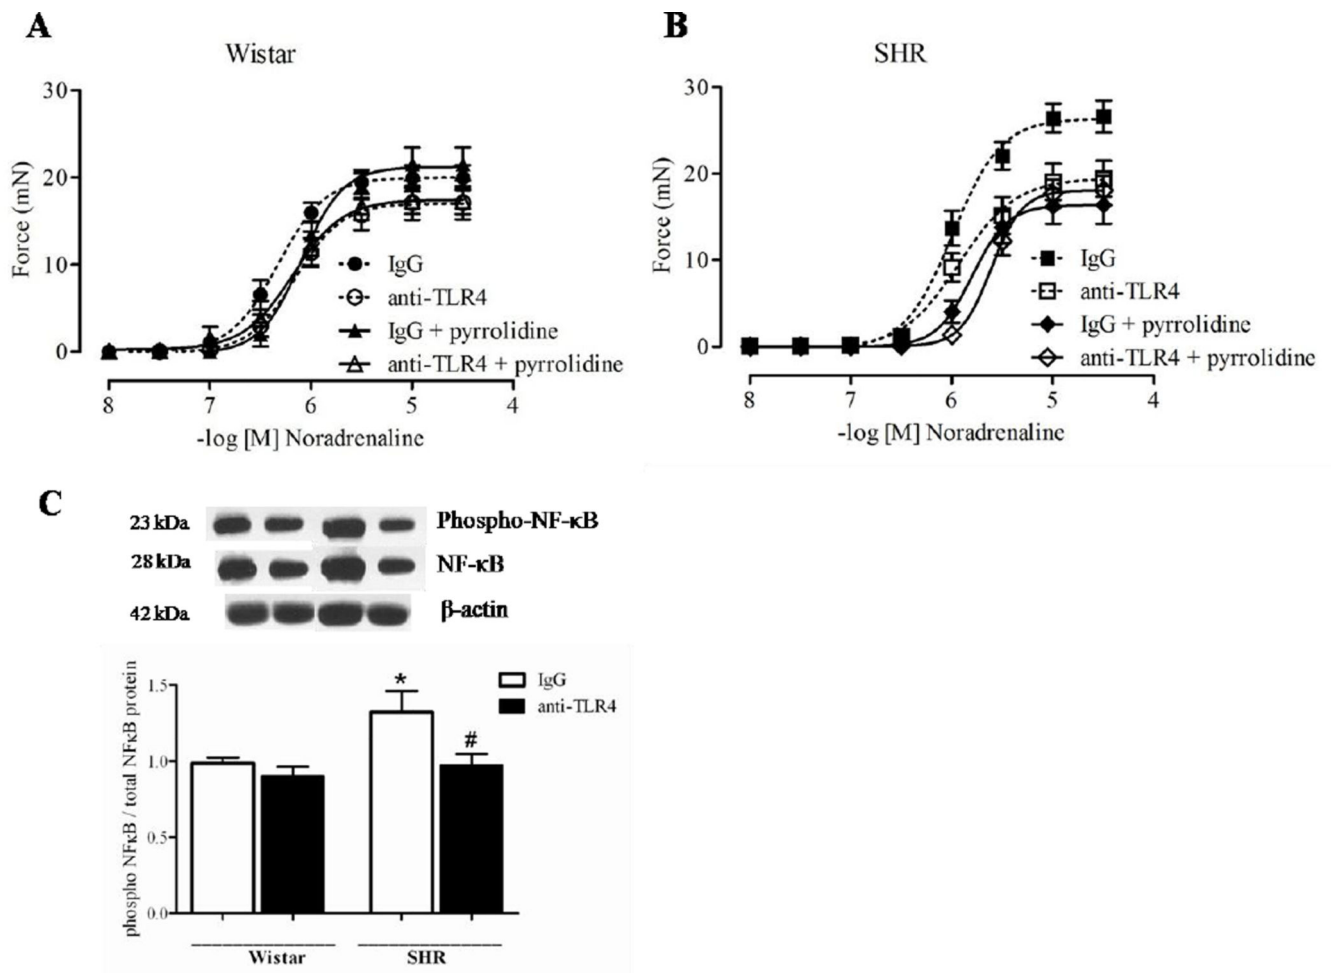 A
Wistar
30
20
10
0
Force (mN)
IgG
anti-TLR4
IgG + pyrrolidine
anti-TLR4 + pyrrolidine
8 7 6 5 4
-log [M] Noradrenaline
B
SHR
30
20
10
0
Force (mN)
IgG
anti-TLR4
IgG + pyrrolidine
anti-TLR4 + pyrrolidine
8 7 6 5 4
-log [M] Noradrenaline
C
23 kDa Phospho-NF-κB
28 kDa NF-κB
42 kDa β-actin
phospho NFκB / total NFκB protein
1.5
1.0
0.5
0.0
*
#
IgG
anti-TLR4
Wistar SHR